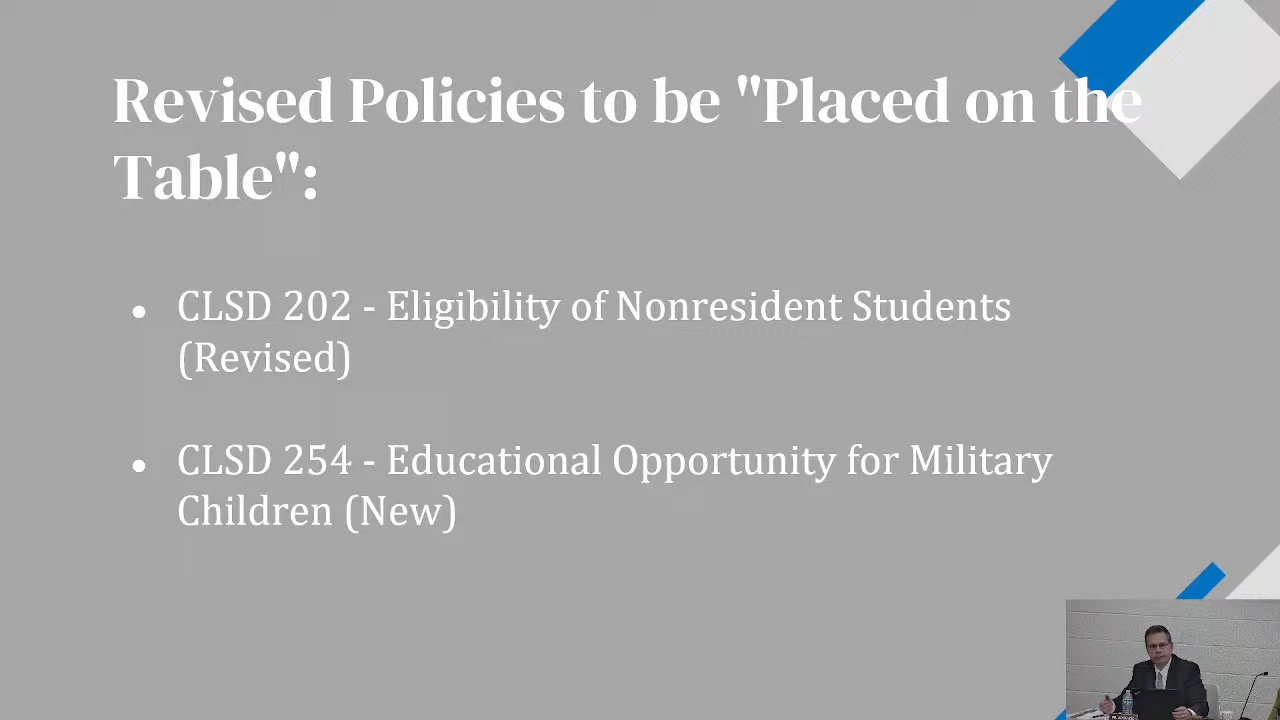 Revised Policies to be "Placed on the
Table":
● CLSD 202 - Eligibility of Nonresident Students
(Revised)
● CLSD 254 - Educational Opportunity for Military
Children (New)